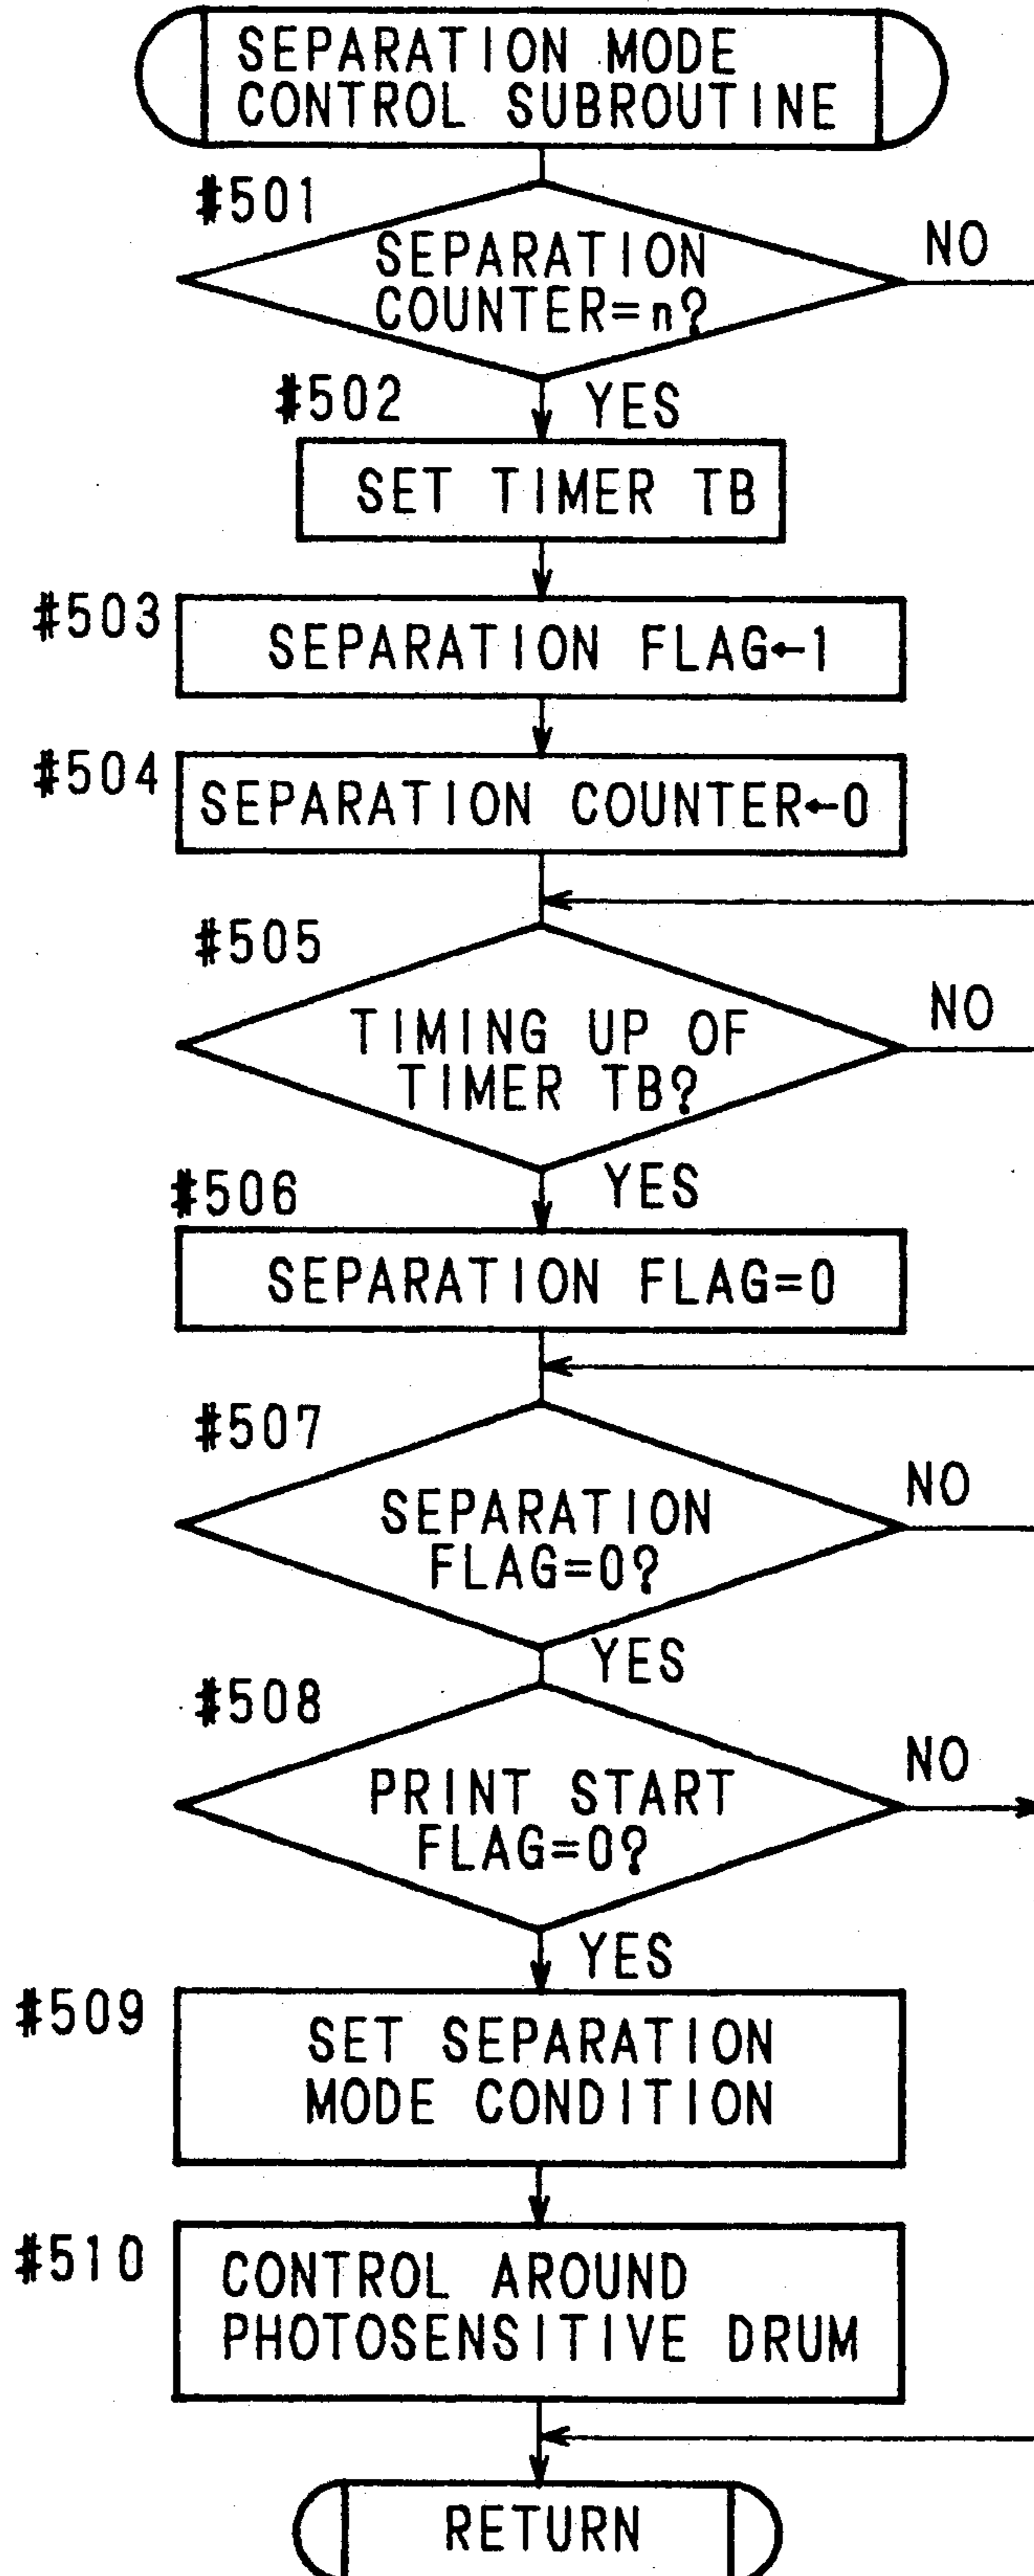 SEPARATION MODE
CONTROL SUBROUTINE
#501
NO
SEPARATION
COUNTER=n?
#502
YES
SET TIMER TB
#503
SEPARATION FLAG←1
#504
SEPARATION COUNTER←0
#505
NO
TIMING UP OF
TIMER TB?
#506
YES
SEPARATION FLAG=0
#507
NO
SEPARATION
FLAG=0?
YES
#508
NO
PRINT START
FLAG=0?
YES
#509
SET SEPARATION
MODE CONDITION
#510
CONTROL AROUND
PHOTOSENSITIVE DRUM
RETURN